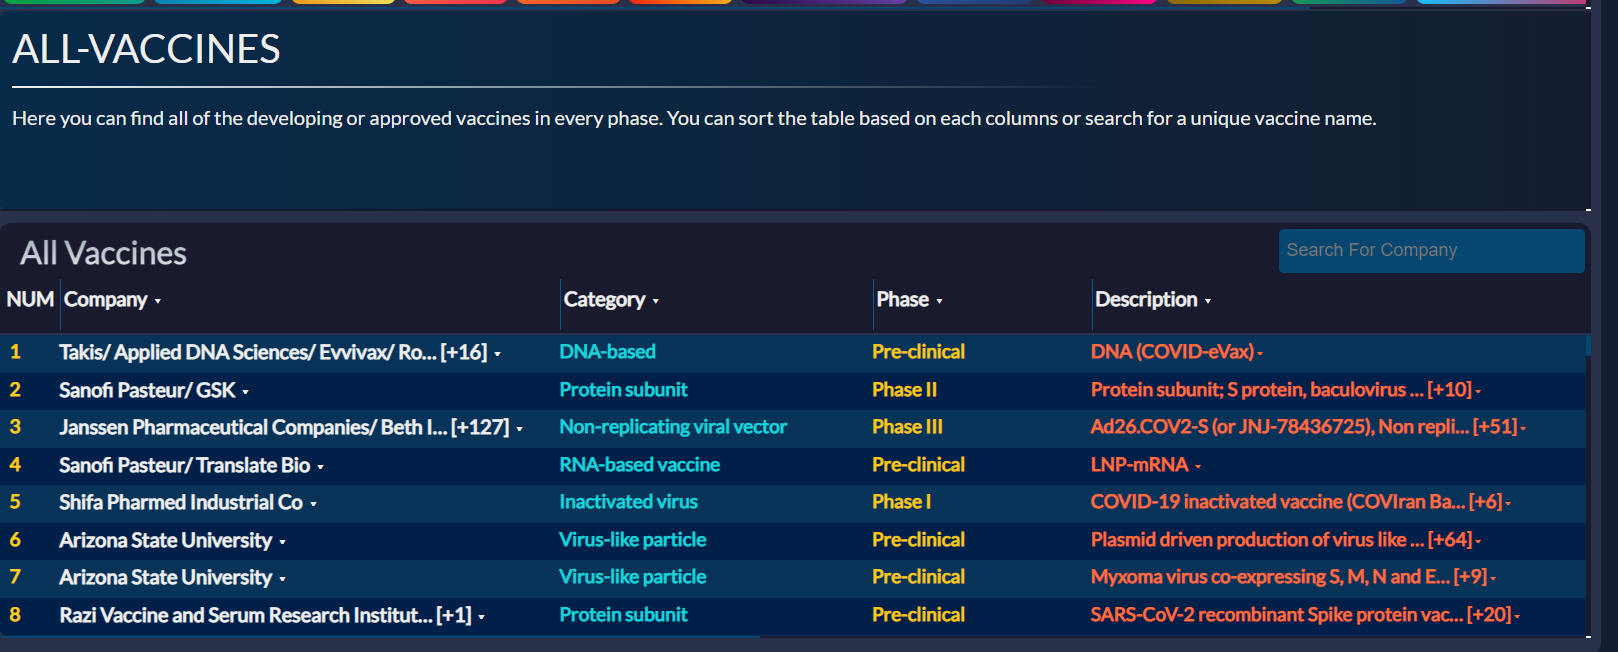 ALL-VACCINES
Here you can find all of the developing or approved vaccines in every phase. You can sort the table based on each columns or search for a unique vaccine name.
All Vaccines
Search For Company
NUM Company Category Phase Description
1 Takis/ Applied DNA Sciences/ Evvivax/ Ro... [+16] DNA-based Pre-clinical DNA (COVID-eVax)
2 Sanofi Pasteur/ GSK Protein subunit Phase II Protein subunit; S protein, baculovirus ... [+10]
3 Janssen Pharmaceutical Companies/ Beth I... [+127] Non-replicating viral vector Phase III Ad26.COV2-S (or JNJ-78436725), Non repli... [+51]
4 Sanofi Pasteur/ Translate Bio RNA-based vaccine Pre-clinical LNP-mRNA
5 Shifa Pharmed Industrial Co Inactivated virus Phase I COVID-19 inactivated vaccine (COVIran Ba... [+6]
6 Arizona State University Virus-like particle Pre-clinical Plasmid driven production of virus like ... [+64]
7 Arizona State University Virus-like particle Pre-clinical Myxoma virus co-expressing S, M, N and E... [+9]
8 Razi Vaccine and Serum Research Institut... [+1] Protein subunit Pre-clinical SARS-CoV-2 recombinant Spike protein vac... [+20]